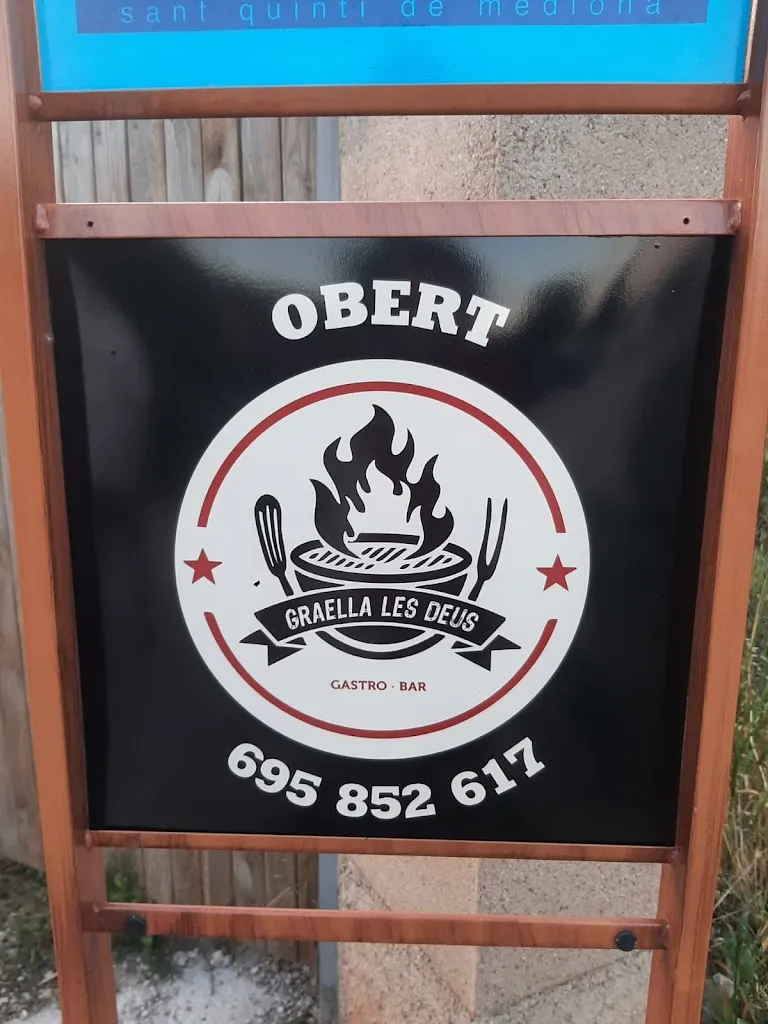 sant quintí de mediona
OBERT
GRAELLA LES DEUS
GASTRO · BAR
695 852 617